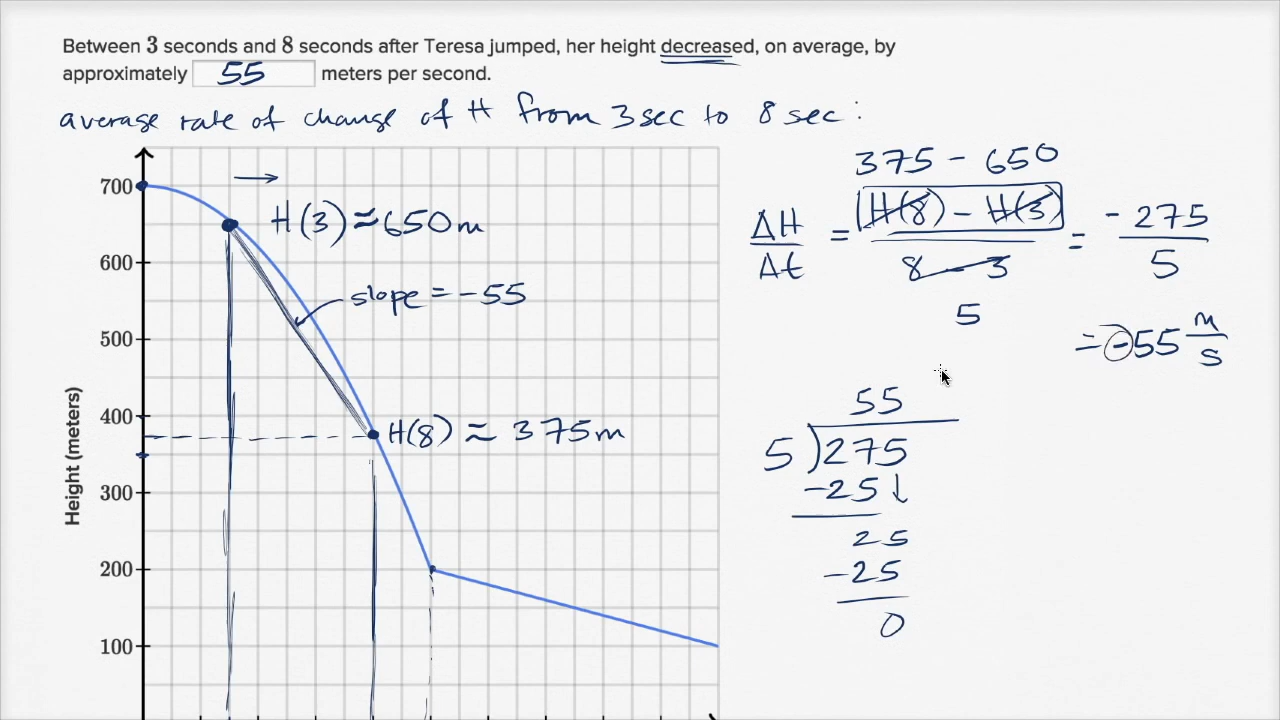 Between 3 seconds and 8 seconds after Teresa jumped, her height decreased, on average, by
approximately 55 meters per second.
average rate of change of H from 3sec to 8 sec:
375 - 650
ΔH/Δt = H(8) - H(3) / 8 - 3 = -275/5
5
= -55 m/s
H(3) ≈ 650m
slope = -55
H(8) ≈ 375m
55
5)275
-25↓
25
-25
0
Height (meters)
700
600
500
400
300
200
100